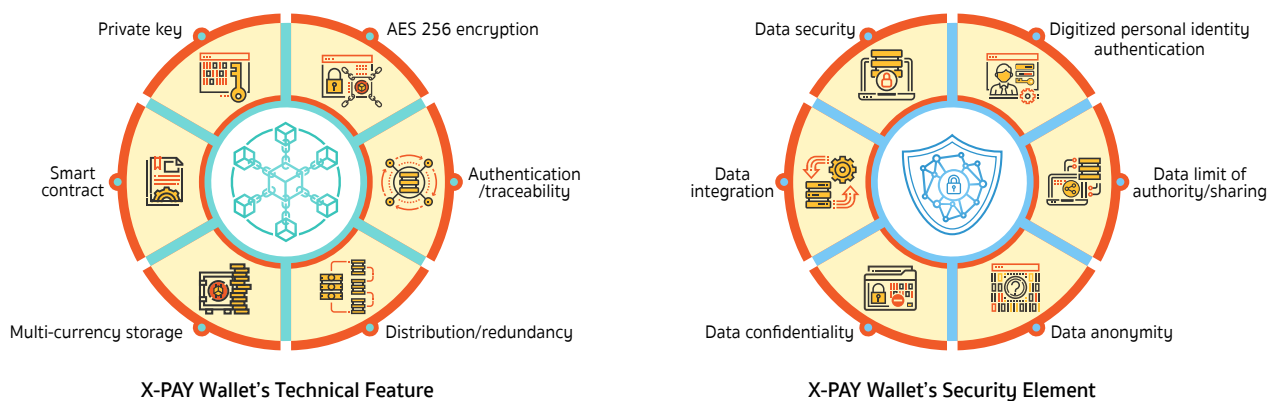 Private key
AES 256 encryption
Smart
contract
Authentication
/traceability
Multi-currency storage
Distribution/redundancy
X-PAY Wallet's Technical Feature
Data security
Digitized personal identity
authentication
Data
integration
Data limit of
authority/sharing
Data confidentiality
Data anonymity
?
X-PAY Wallet's Security Element